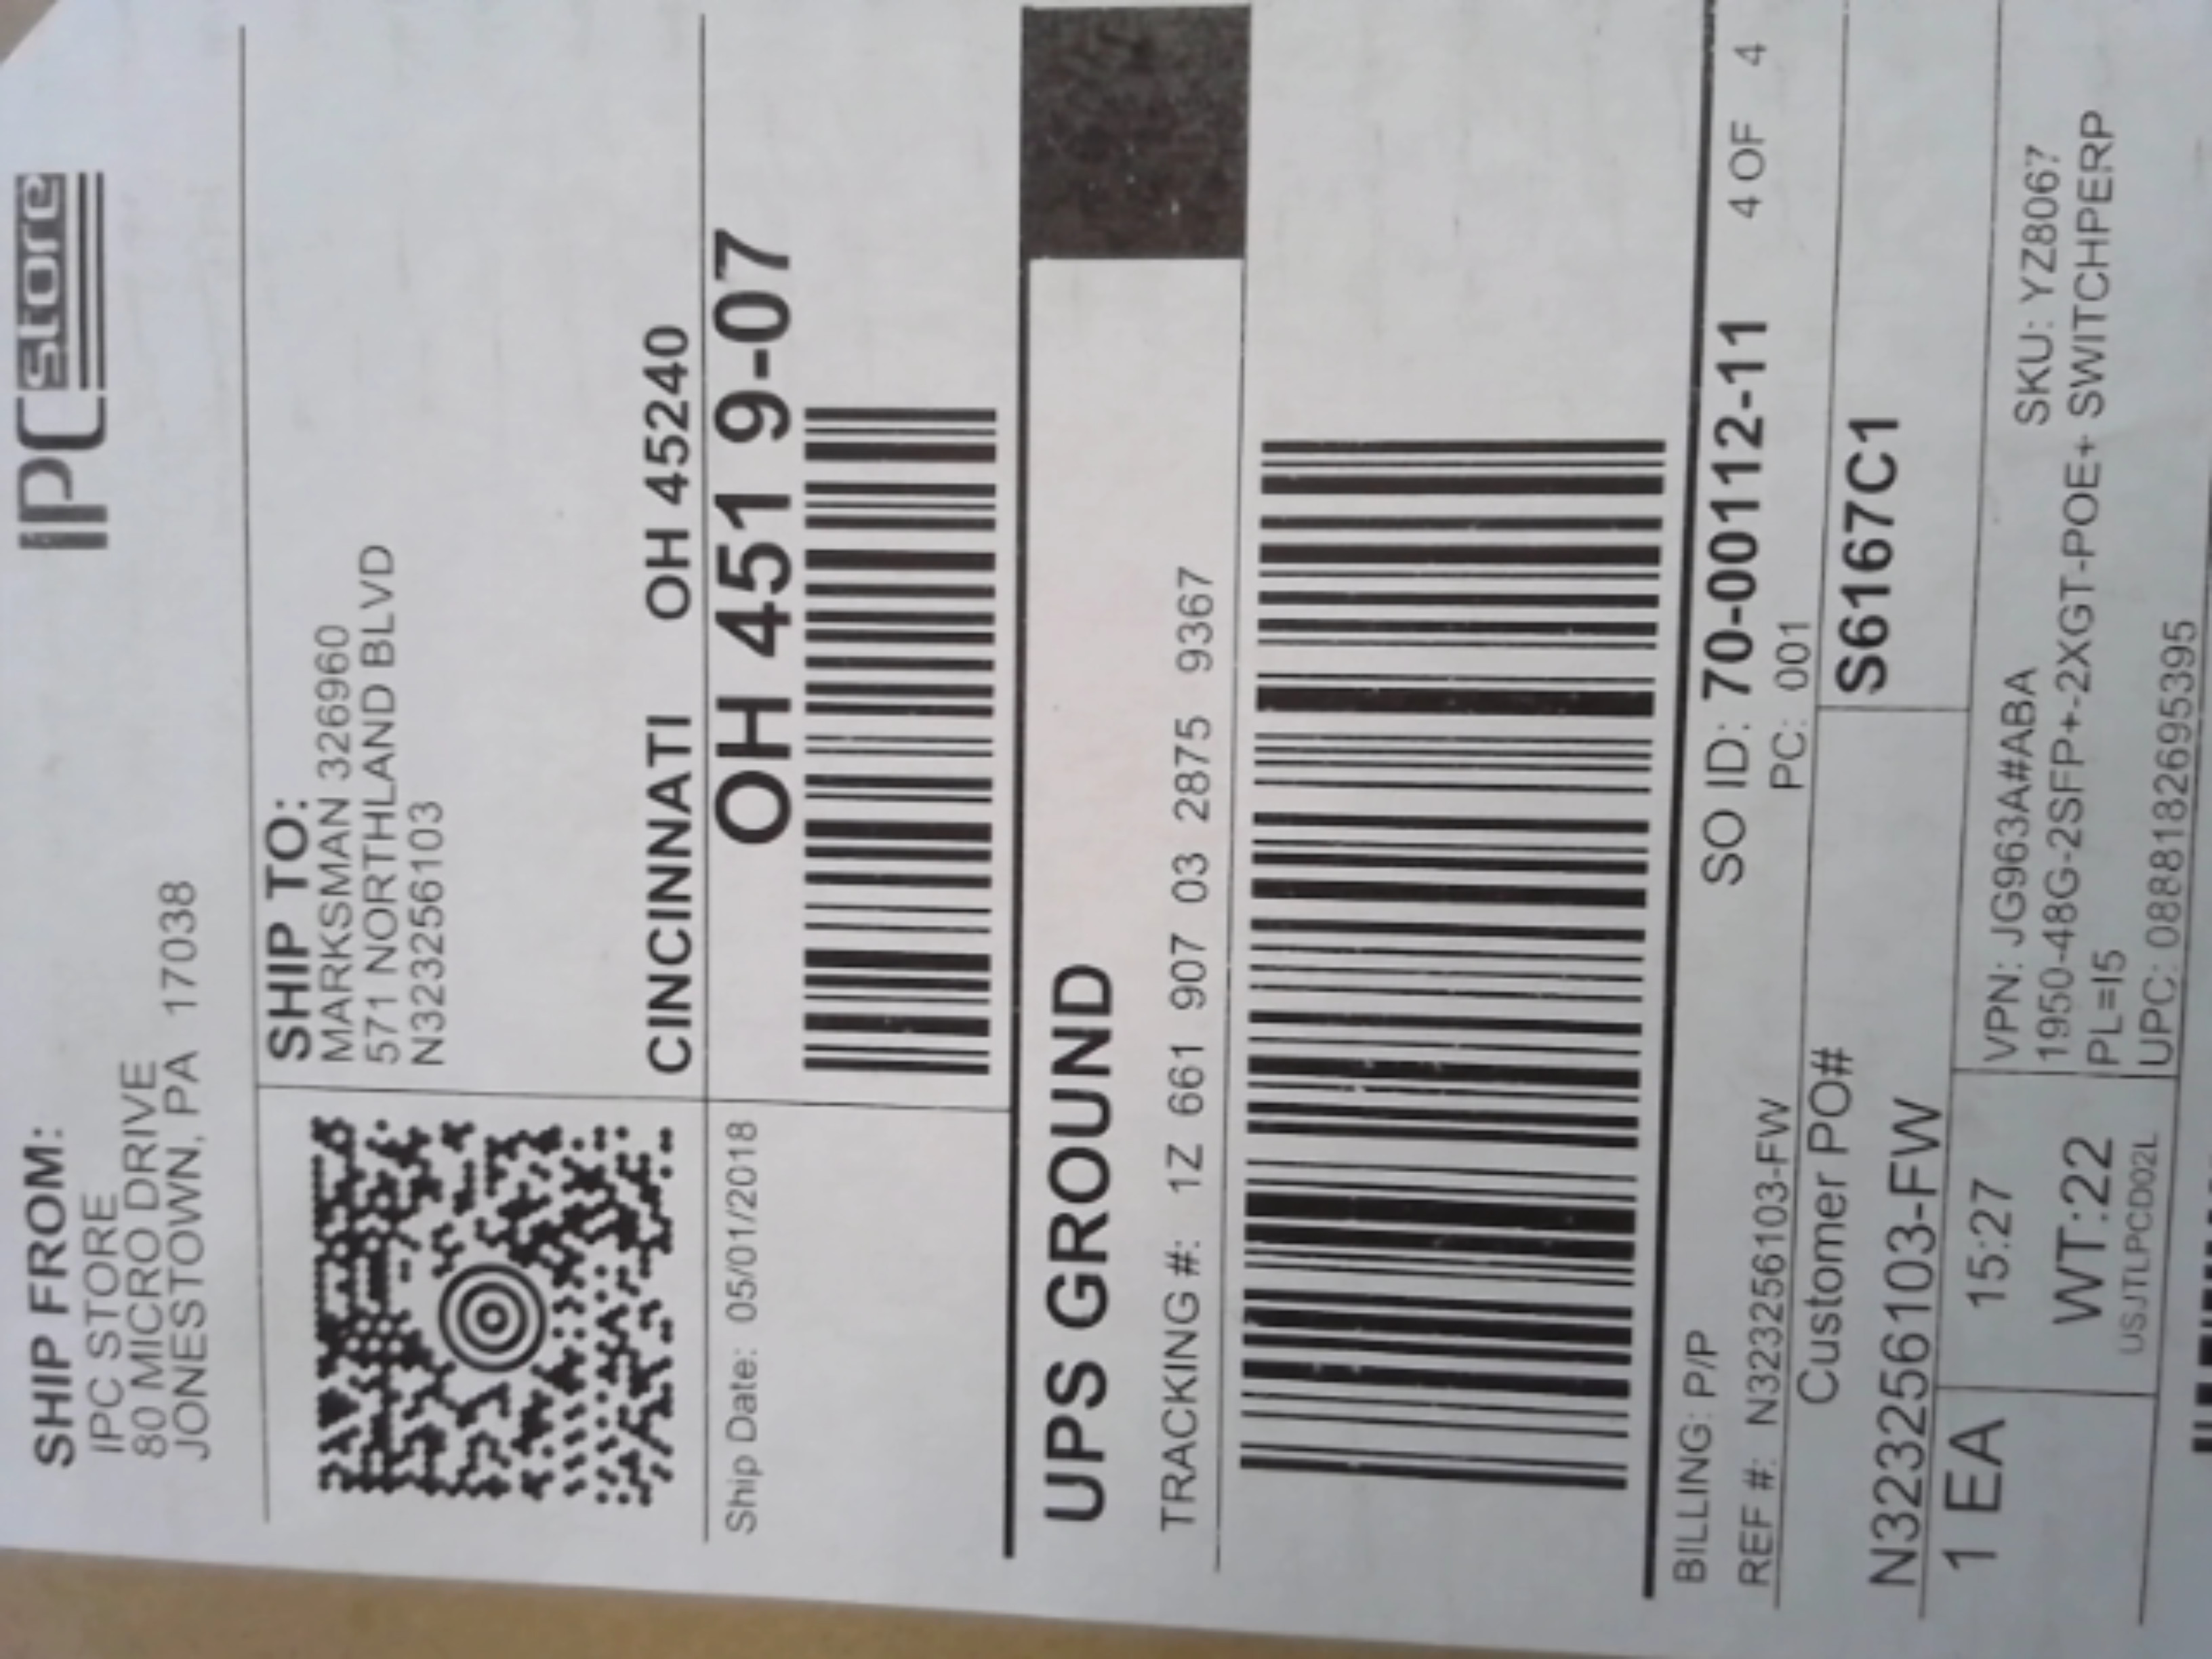 IPC store
SHIP FROM:
IPC STORE
80 MICRO DRIVE
JONESTOWN, PA 17038
SHIP TO:
MARKSMAN 3266960
571 NORTHLAND BLVD
N323256103
CINCINNATI OH 45240
OH 451 9-07
Ship Date: 05/01/2018
UPS GROUND
TRACKING #: 1Z 661 907 03 2875 9367
BILLING: P/P
SO ID: 70-00112-11 4 OF 4
REF #: N323256103-FW
PC: 001
Customer PO#
N323256103-FW
S6167C1
1 EA
15:27
WT:22
USJTLPCD02L
VPN: JG963A#ABA
SKU: YZ8067
1950-48G-2SFP+-2XGT-POE+ SWITCHPERP
PL=I5
UPC: 0888182695395